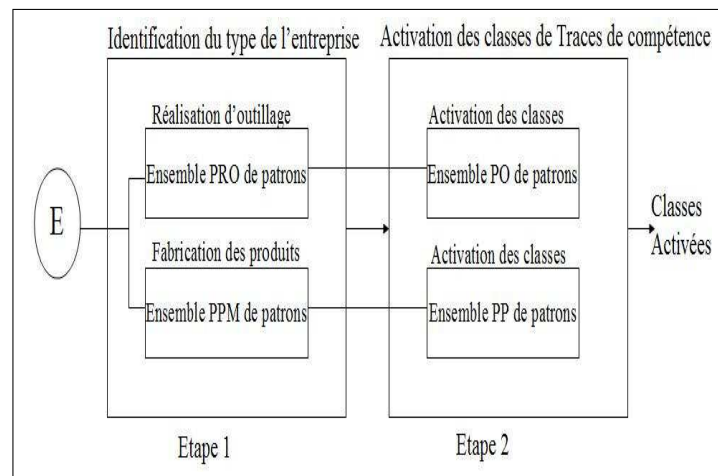 Identification du type de l'entreprise
Activation des classes de Traces de compétence
Réalisation d'outillage
Ensemble PRO de patrons
Activation des classes
Ensemble PO de patrons
E
Fabrication des produits
Ensemble PPM de patrons
Activation des classes
Ensemble PP de patrons
Classes
Activées
Etape 1
Etape 2